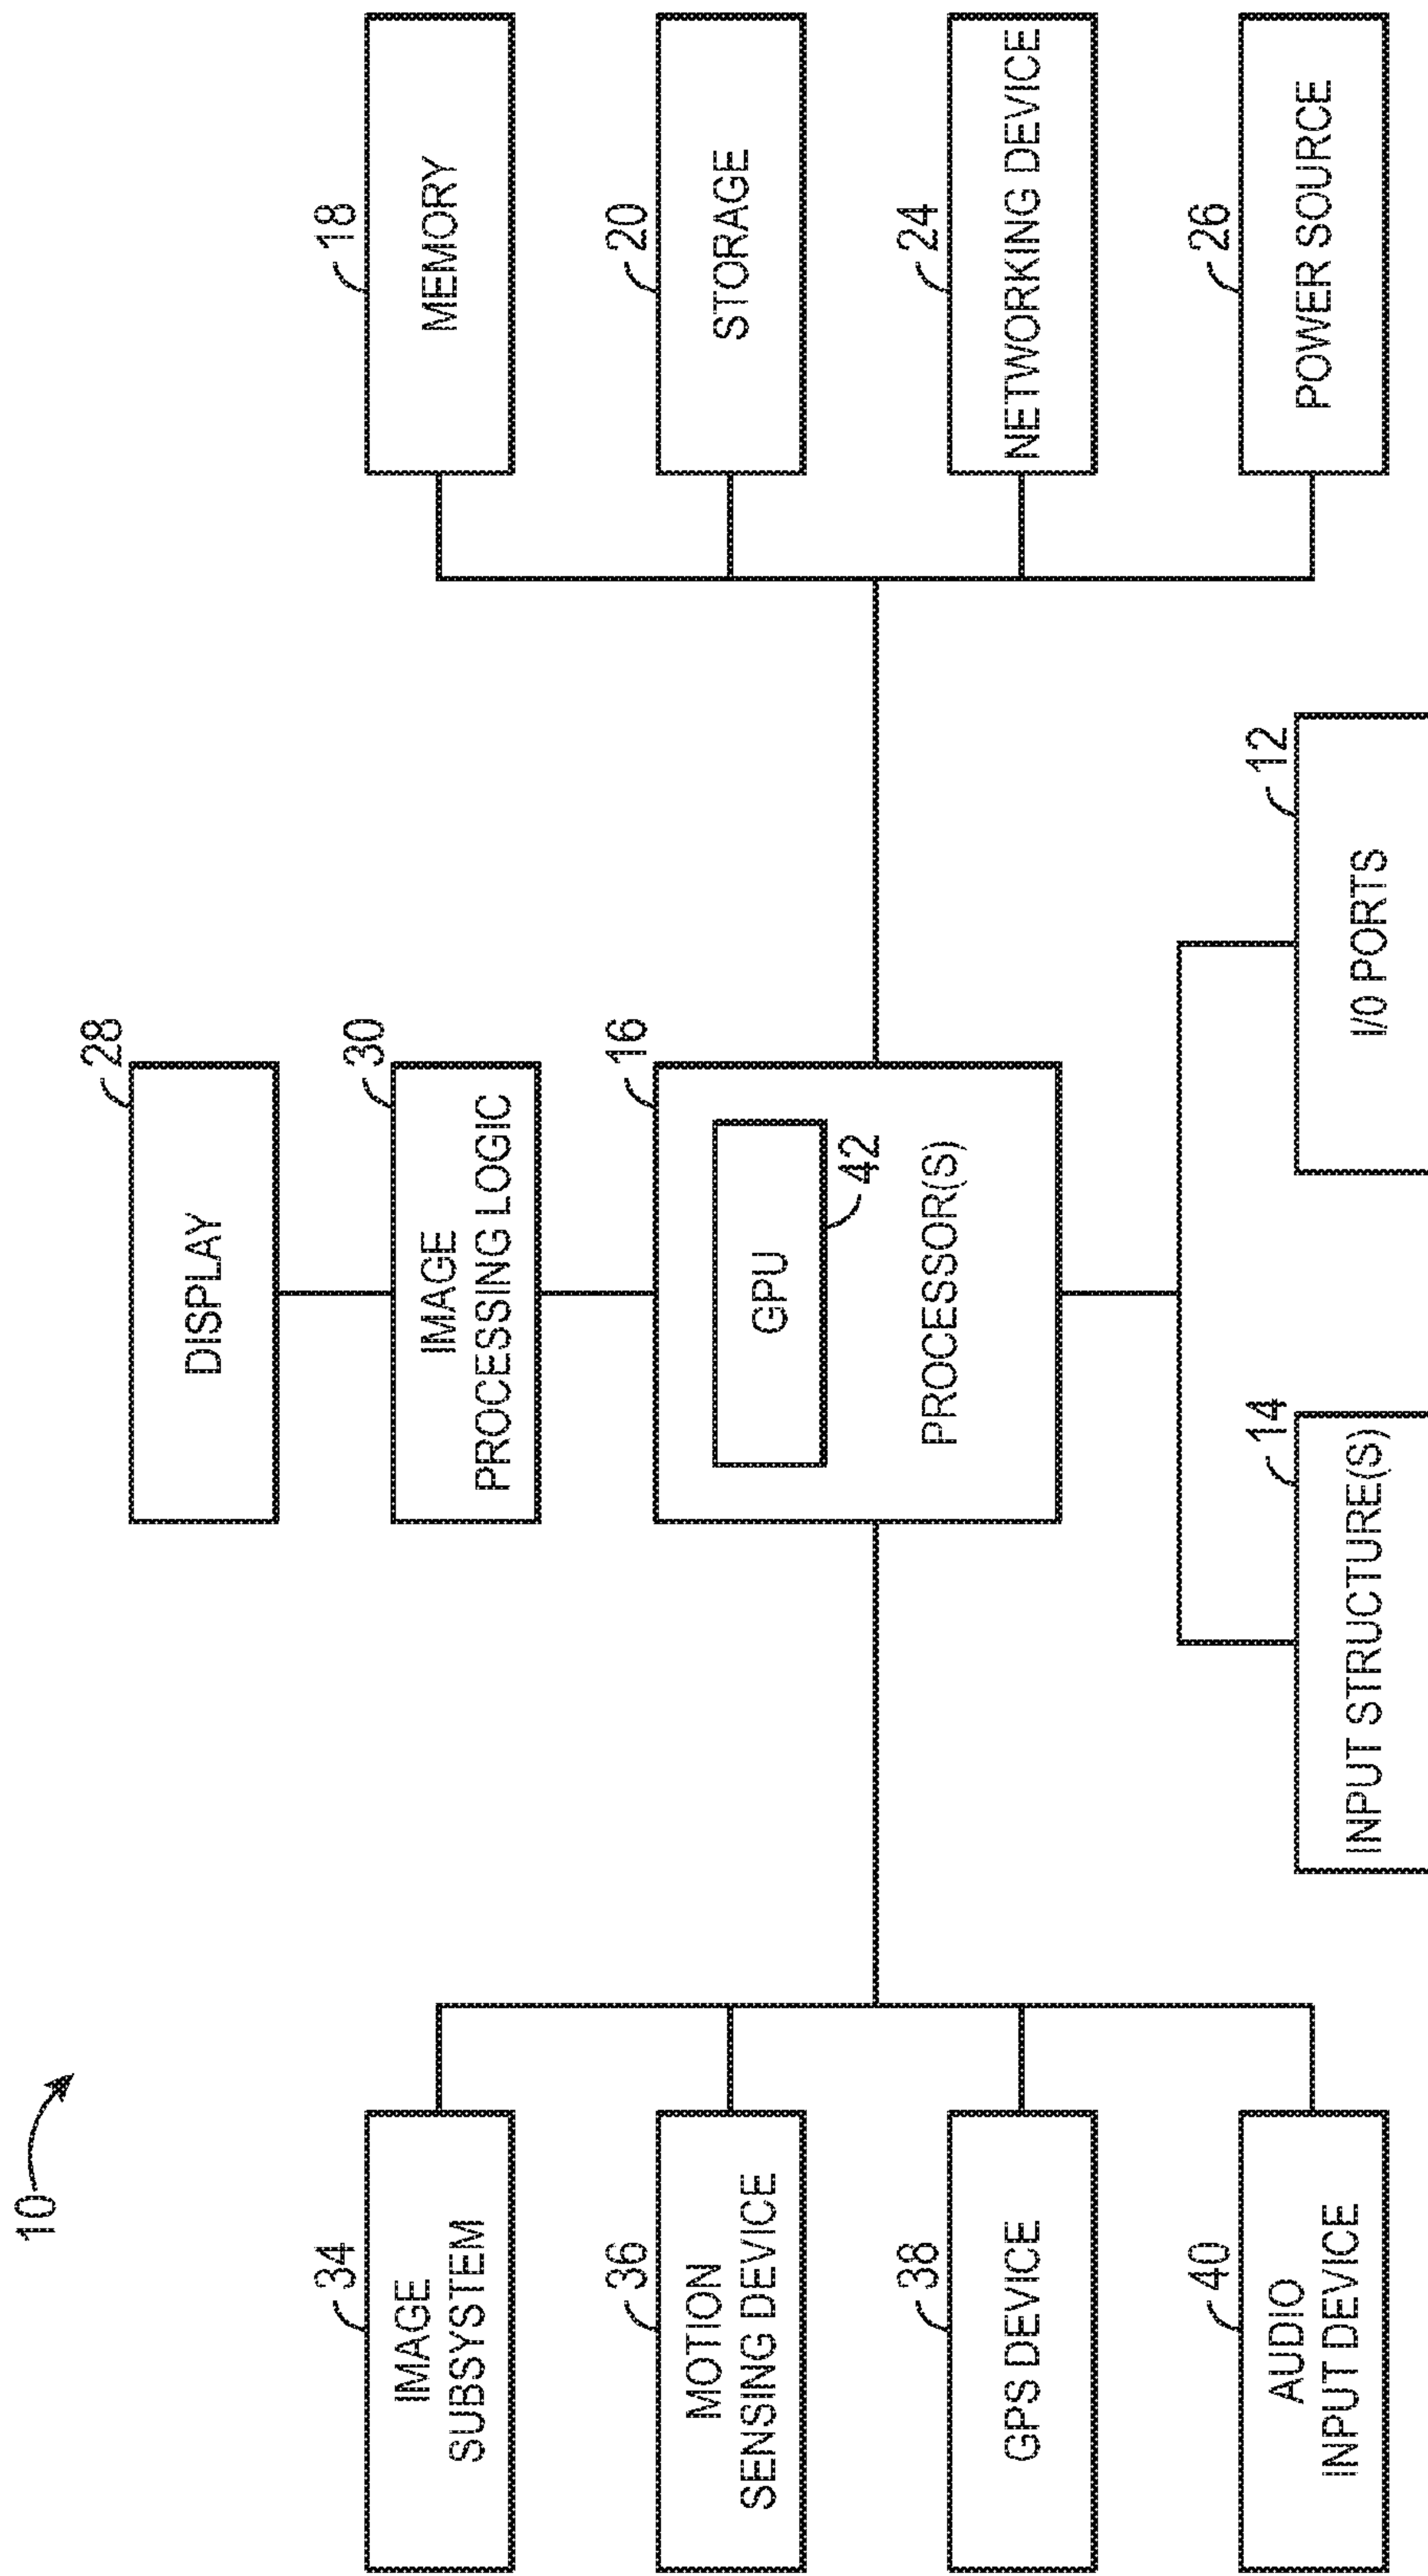 10
28
DISPLAY
30
IMAGE
PROCESSING LOGIC
34
IMAGE
SUBSYSTEM
36
MOTION
SENSING DEVICE
38
GPS DEVICE
40
AUDIO
INPUT DEVICE
16
GPU
42
PROCESSOR(S)
18
MEMORY
20
STORAGE
24
NETWORKING DEVICE
26
POWER SOURCE
14
INPUT STRUCTURE(S)
12
I/O PORTS